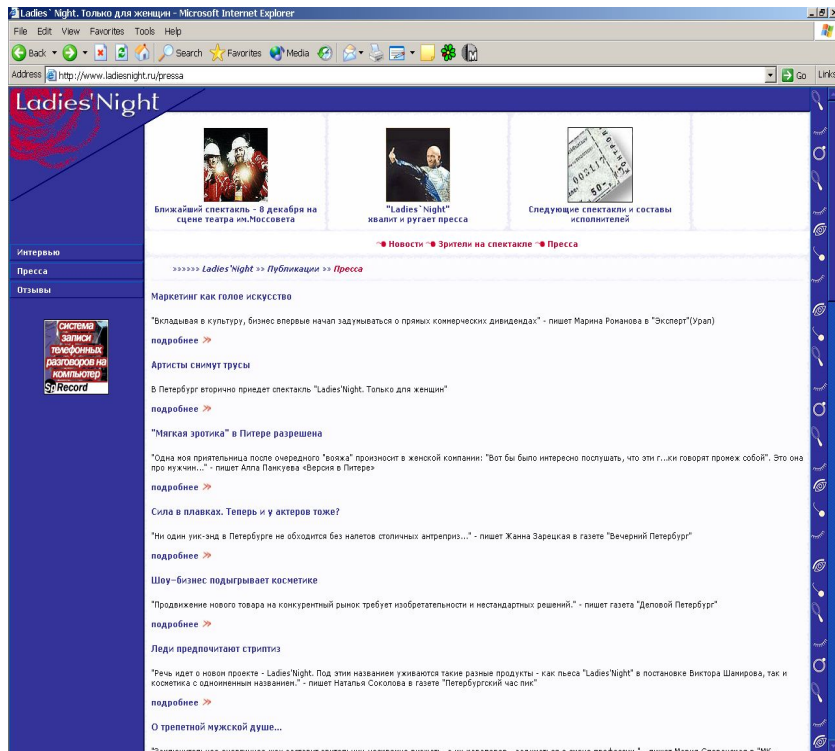 Ladies` Night. Только для женщин - Microsoft Internet Explorer
File Edit View Favorites Tools Help
Back Search Favorites Media
Address http://www.ladiesnight.ru/pressa Go Links
Ladies'Night
Ближайший спектакль - 8 декабря на
сцене театра им.Моссовета
"Ladies`Night"
хвалит и ругает пресса
003117
50-
Следующие спектакли и составы
исполнителей
Новости Зрители на спектакле Пресса
Интервью
Пресса
Отзывы
система
записи
телефонных
разговоров на
компьютер
SpRecord
»»»»»» Ladies'Night »» Публикации »» Пресса
Маркетинг как голое искусство
"Вкладывая в культуру, бизнес впервые начал задумываться о прямых коммерческих дивидендах" - пишет Марина Романова в "Эксперт"(Урал)
подробнее »
Артисты снимут трусы
В Петербург вторично приедет спектакль "Ladies'Night. Только для женщин"
подробнее »
"Мягкая эротика" в Питере разрешена
"Одна моя приятельница после очередного "вояжа" произносит в женской компании: "Вот бы было интересно послушать, что эти г...ки говорят промеж собой". Это она
про мужчин..." - пишет Алла Панкуева «Версия в Питере»
подробнее »
Сила в плавках. Теперь и у актеров тоже?
"Ни один уик-энд в Петербурге не обходится без налетов столичных антреприз..." - пишет Жанна Зарецкая в газете "Вечерний Петербург"
подробнее »
Шоу-бизнес подыгрывает косметике
"Продвижение нового товара на конкурентный рынок требует изобретательности и нестандартных решений." - пишет газета "Деловой Петербург"
подробнее »
Леди предпочитают стриптиз
"Речь идет о новом проекте - Ladies'Night. Под этим названием уживаются такие разные продукты - как пьеса "Ladies'Night" в постановке Виктора Шамирова, так и
косметика с одноименным названием." - пишет Наталья Соколова в газете "Петербургский час пик"
подробнее »
О трепетной мужской душе...